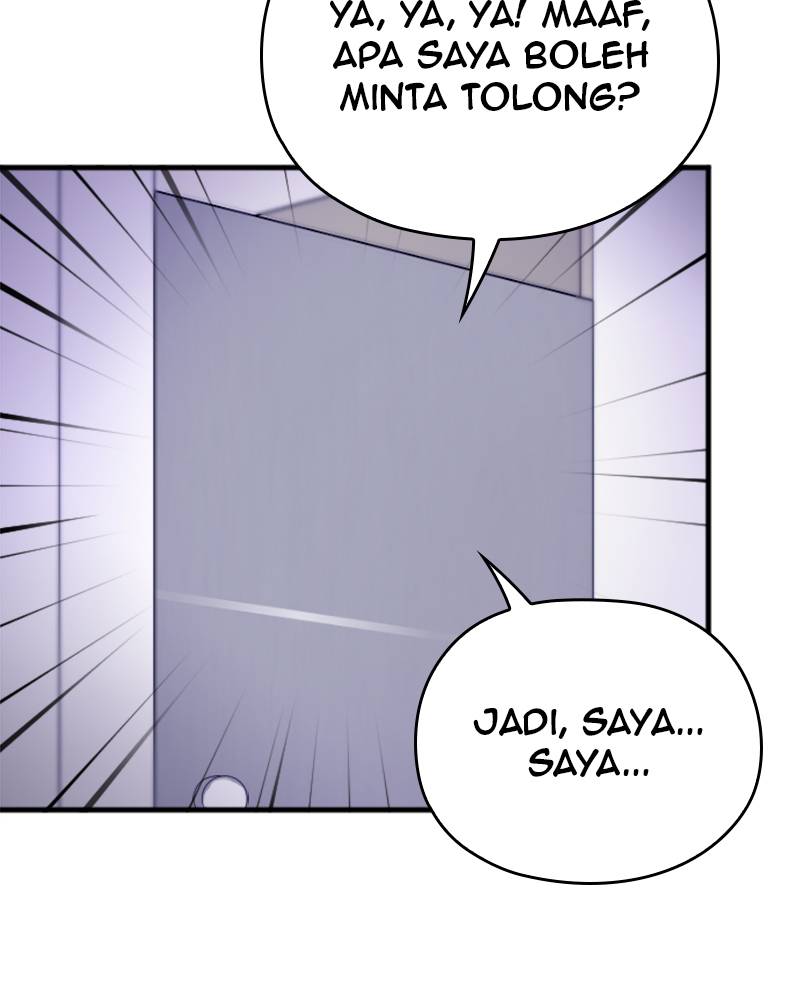 YA, YA, YA! MAAF,
APA SAYA BOLEH
MINTA TOLONG?
JADI, SAYA...
SAYA...